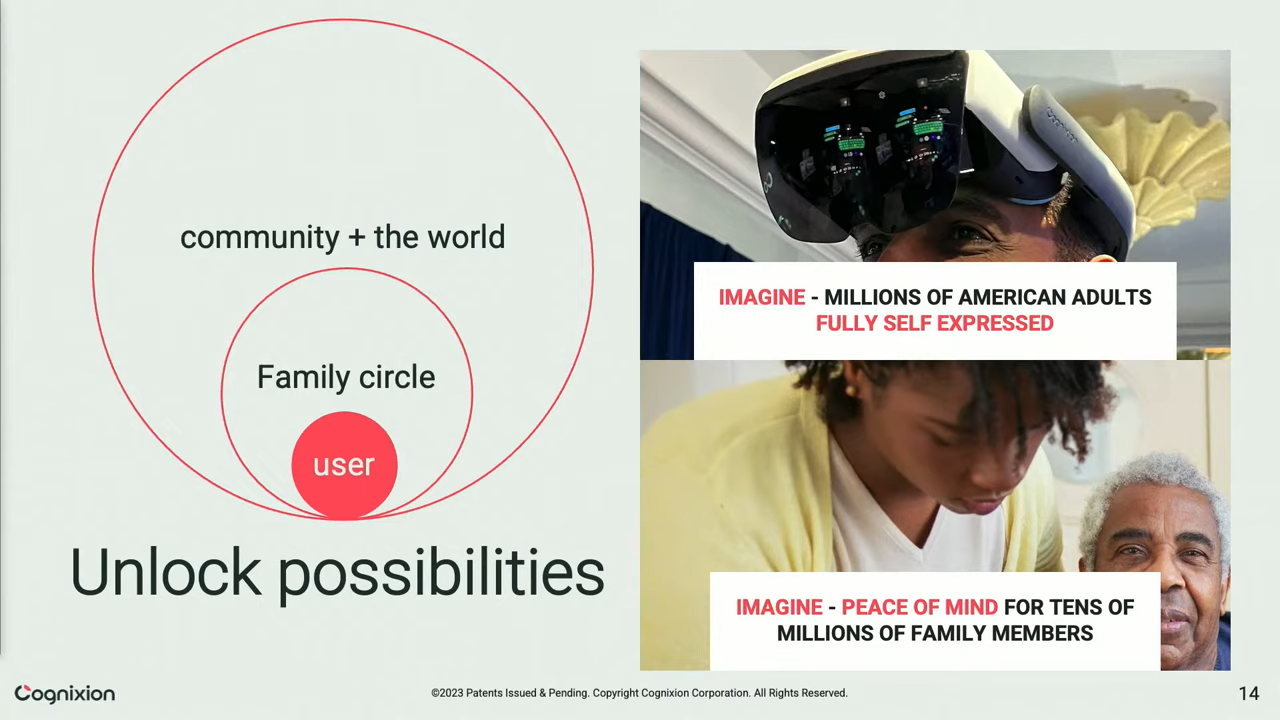 community + the world
Family circle
user
Unlock possibilities
IMAGINE - MILLIONS OF AMERICAN ADULTS
FULLY SELF EXPRESSED
IMAGINE - PEACE OF MIND FOR TENS OF
MILLIONS OF FAMILY MEMBERS
Cognixion
©2023 Patents Issued & Pending. Copyright Cognixion Corporation. All Rights Reserved.
14